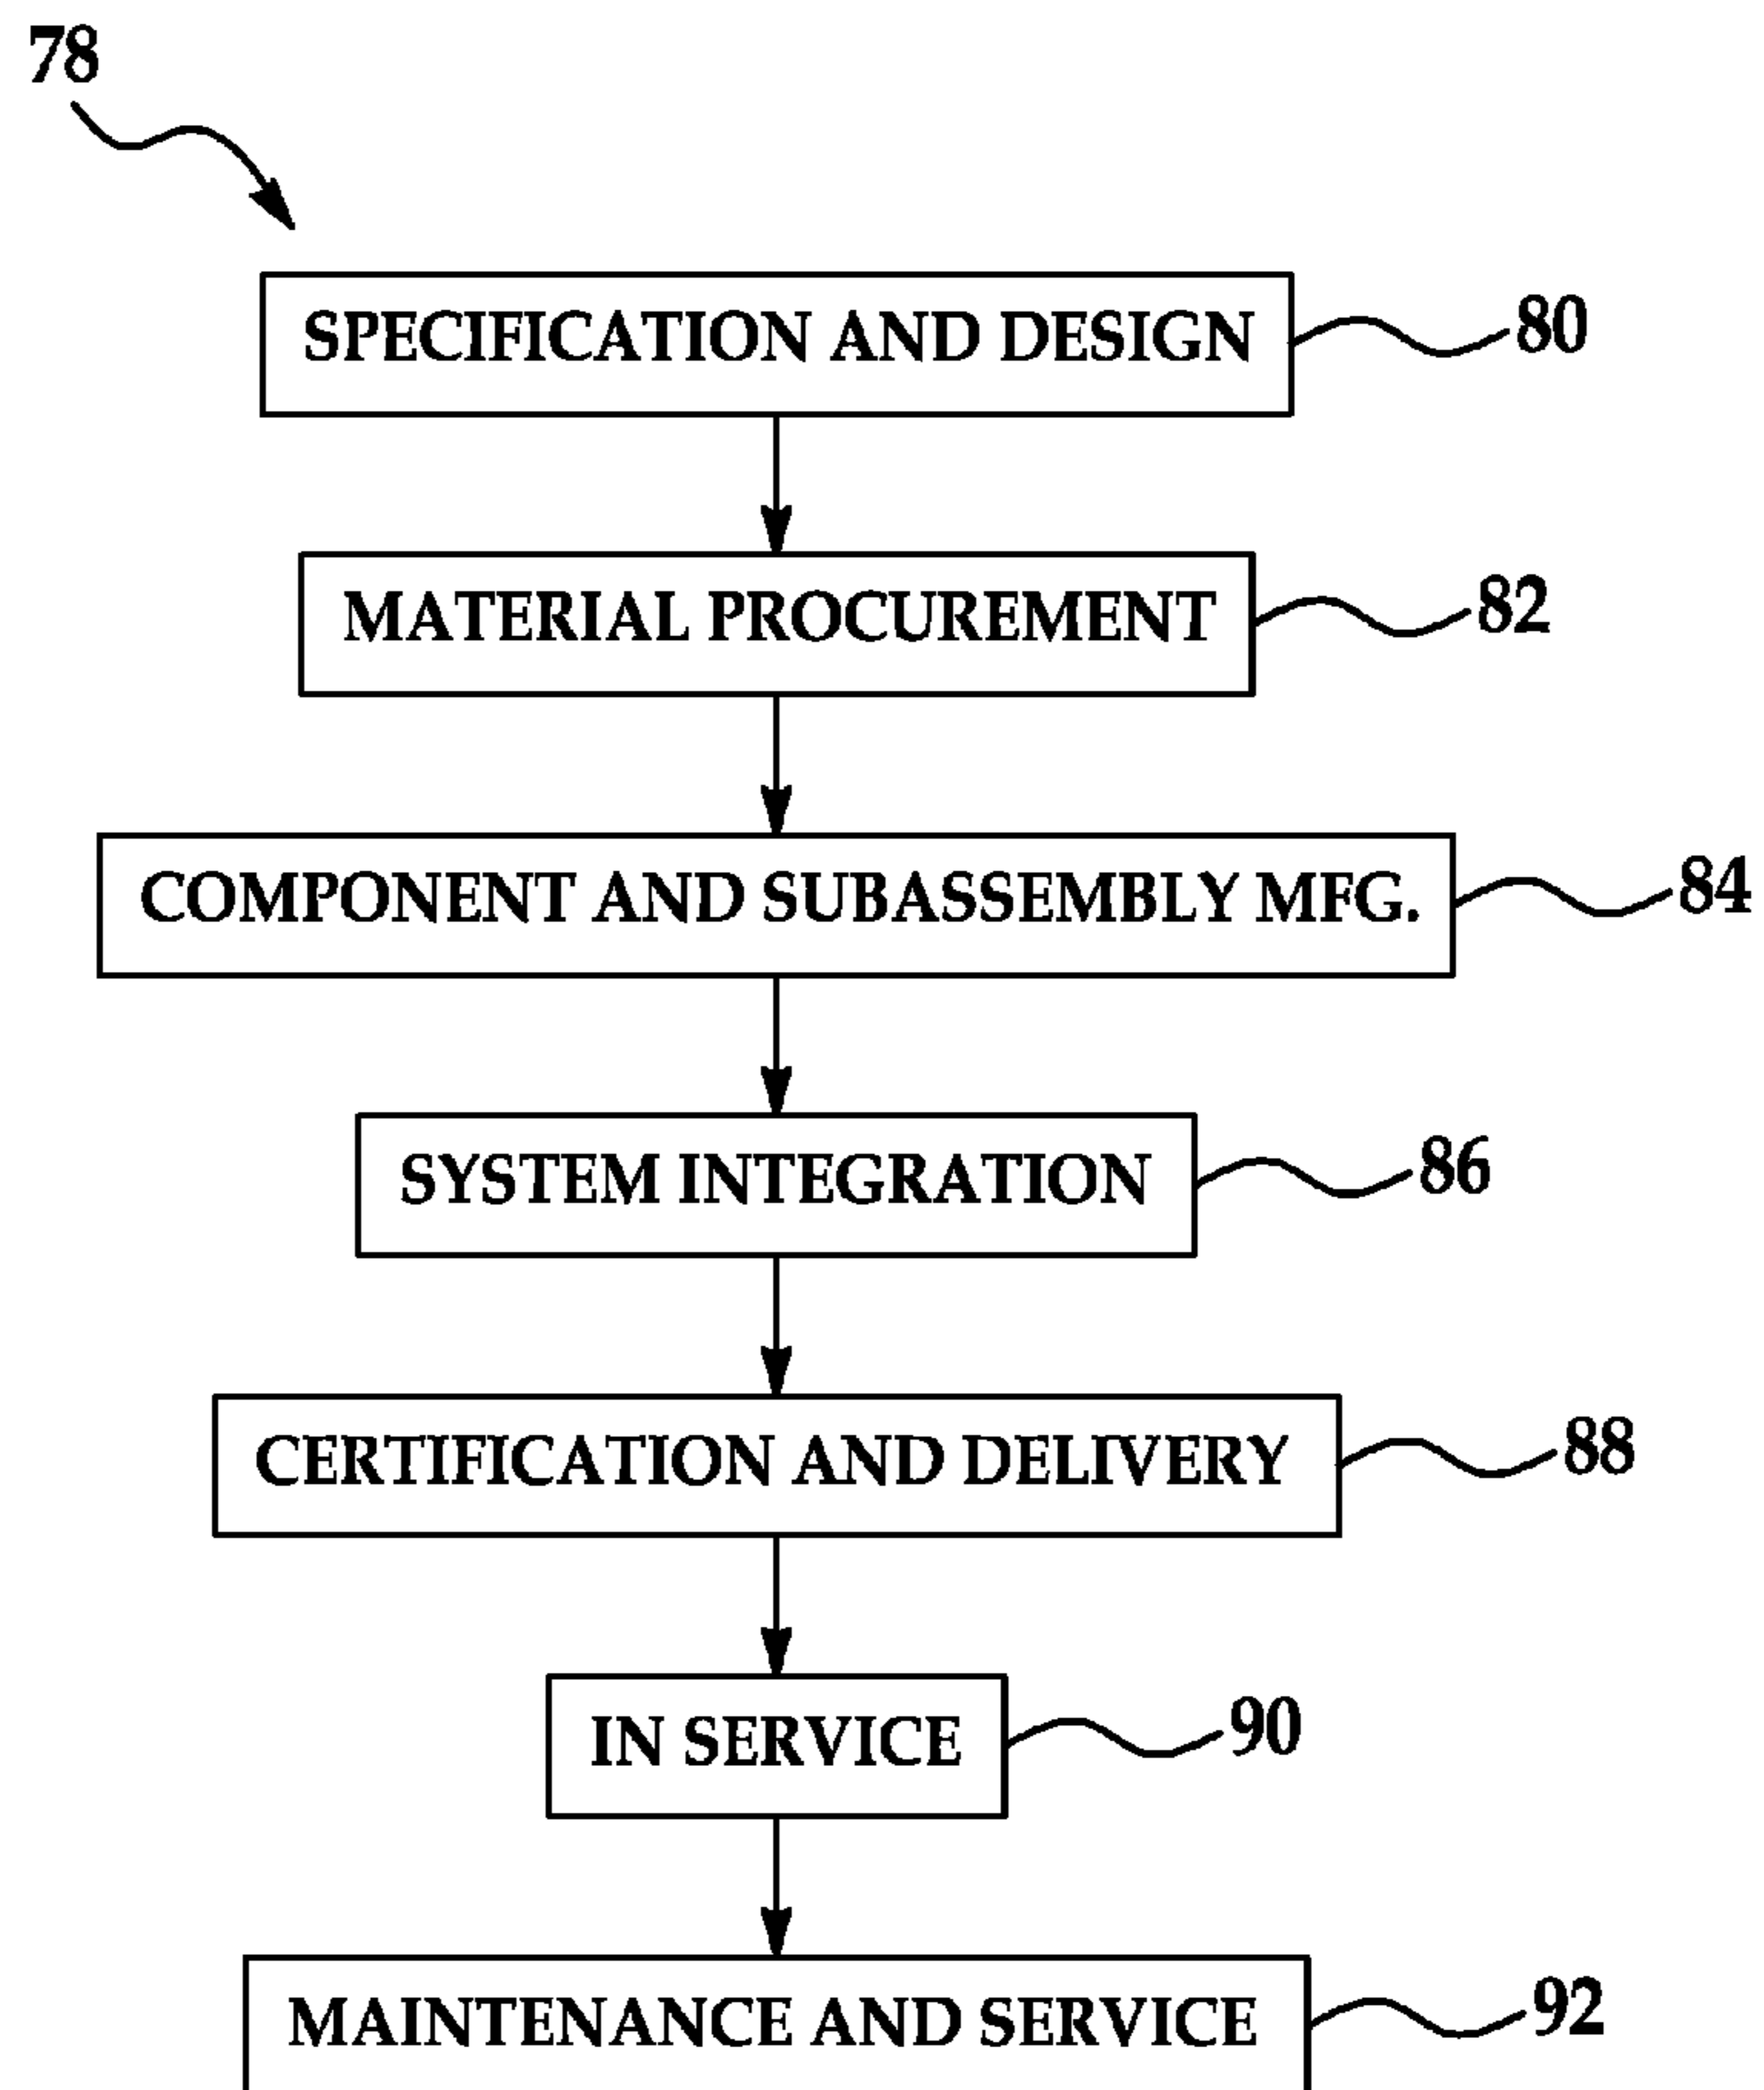 78
SPECIFICATION AND DESIGN 80
MATERIAL PROCUREMENT 82
COMPONENT AND SUBASSEMBLY MFG. 84
SYSTEM INTEGRATION 86
CERTIFICATION AND DELIVERY 88
IN SERVICE 90
MAINTENANCE AND SERVICE 92